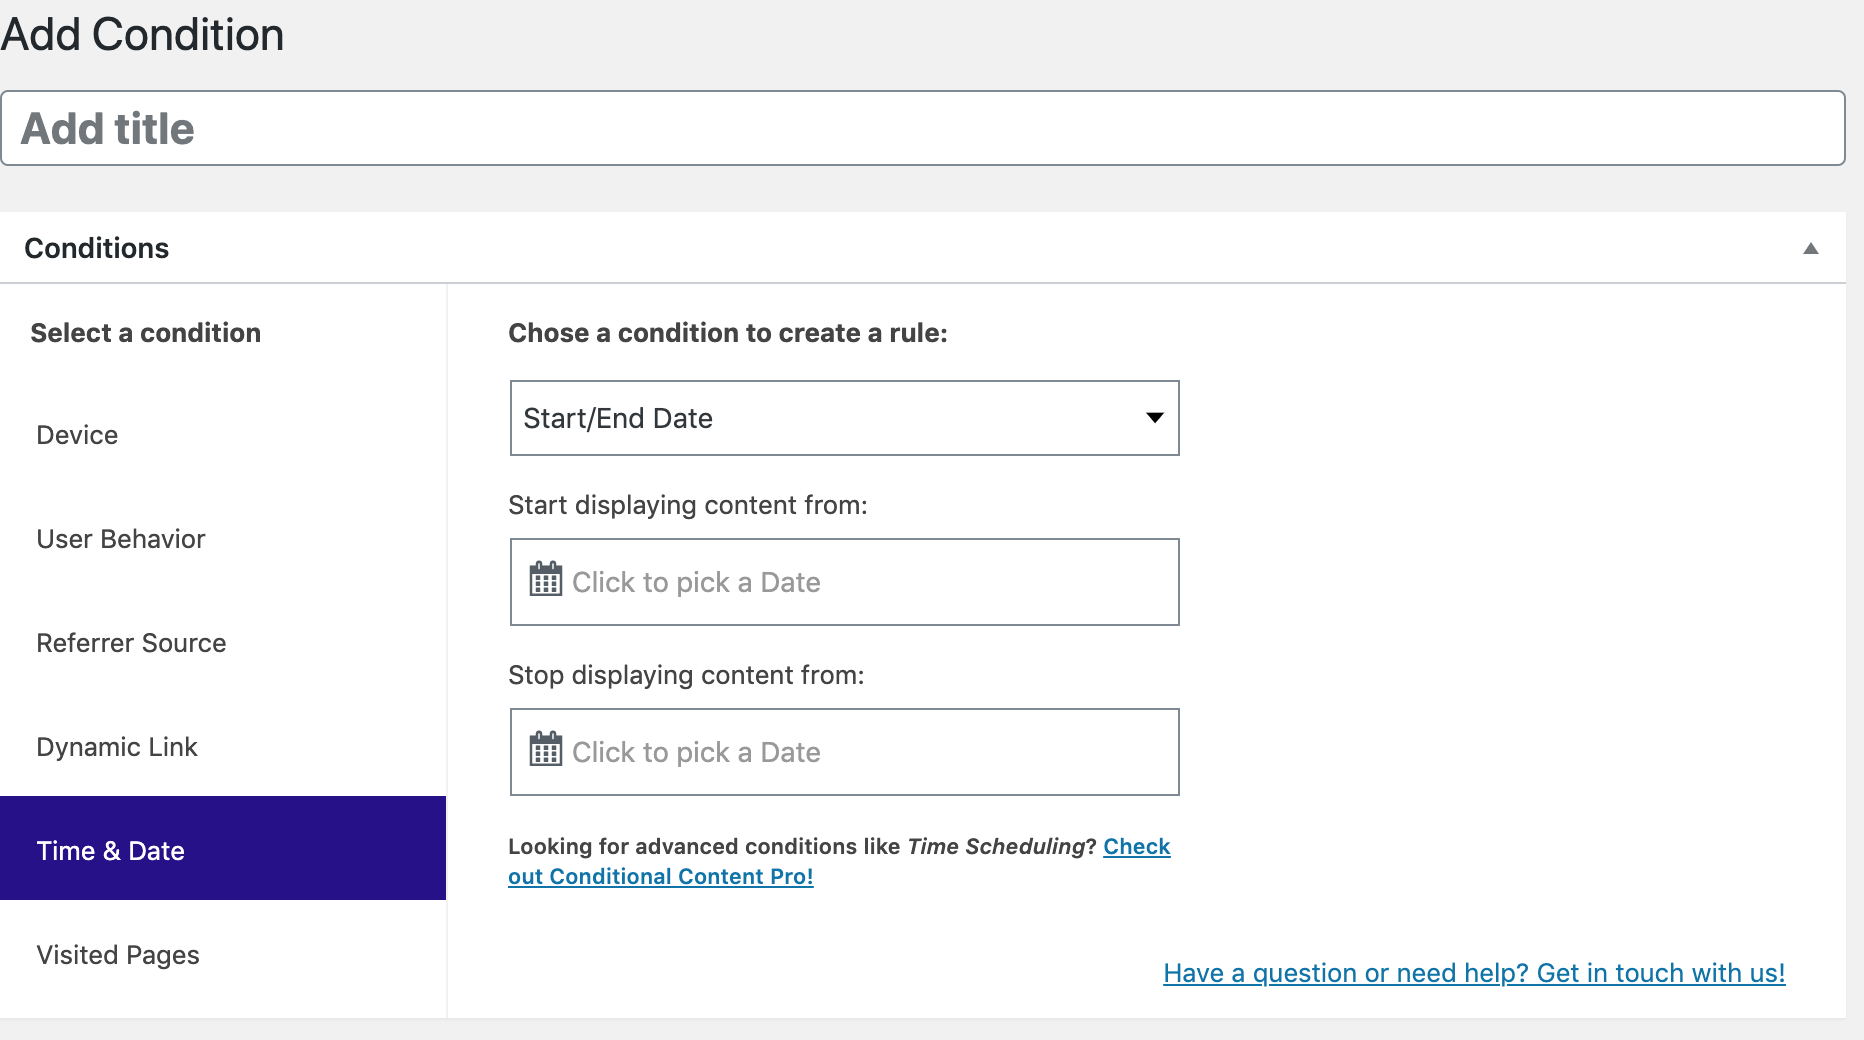 Add Condition
Add title
Conditions
Select a condition
Device
User Behavior
Referrer Source
Dynamic Link
Time & Date
Visited Pages
Chose a condition to create a rule:
Start/End Date
Start displaying content from:
Click to pick a Date
Stop displaying content from:
Click to pick a Date
Looking for advanced conditions like Time Scheduling? Check
out Conditional Content Pro!
Have a question or need help? Get in touch with us!